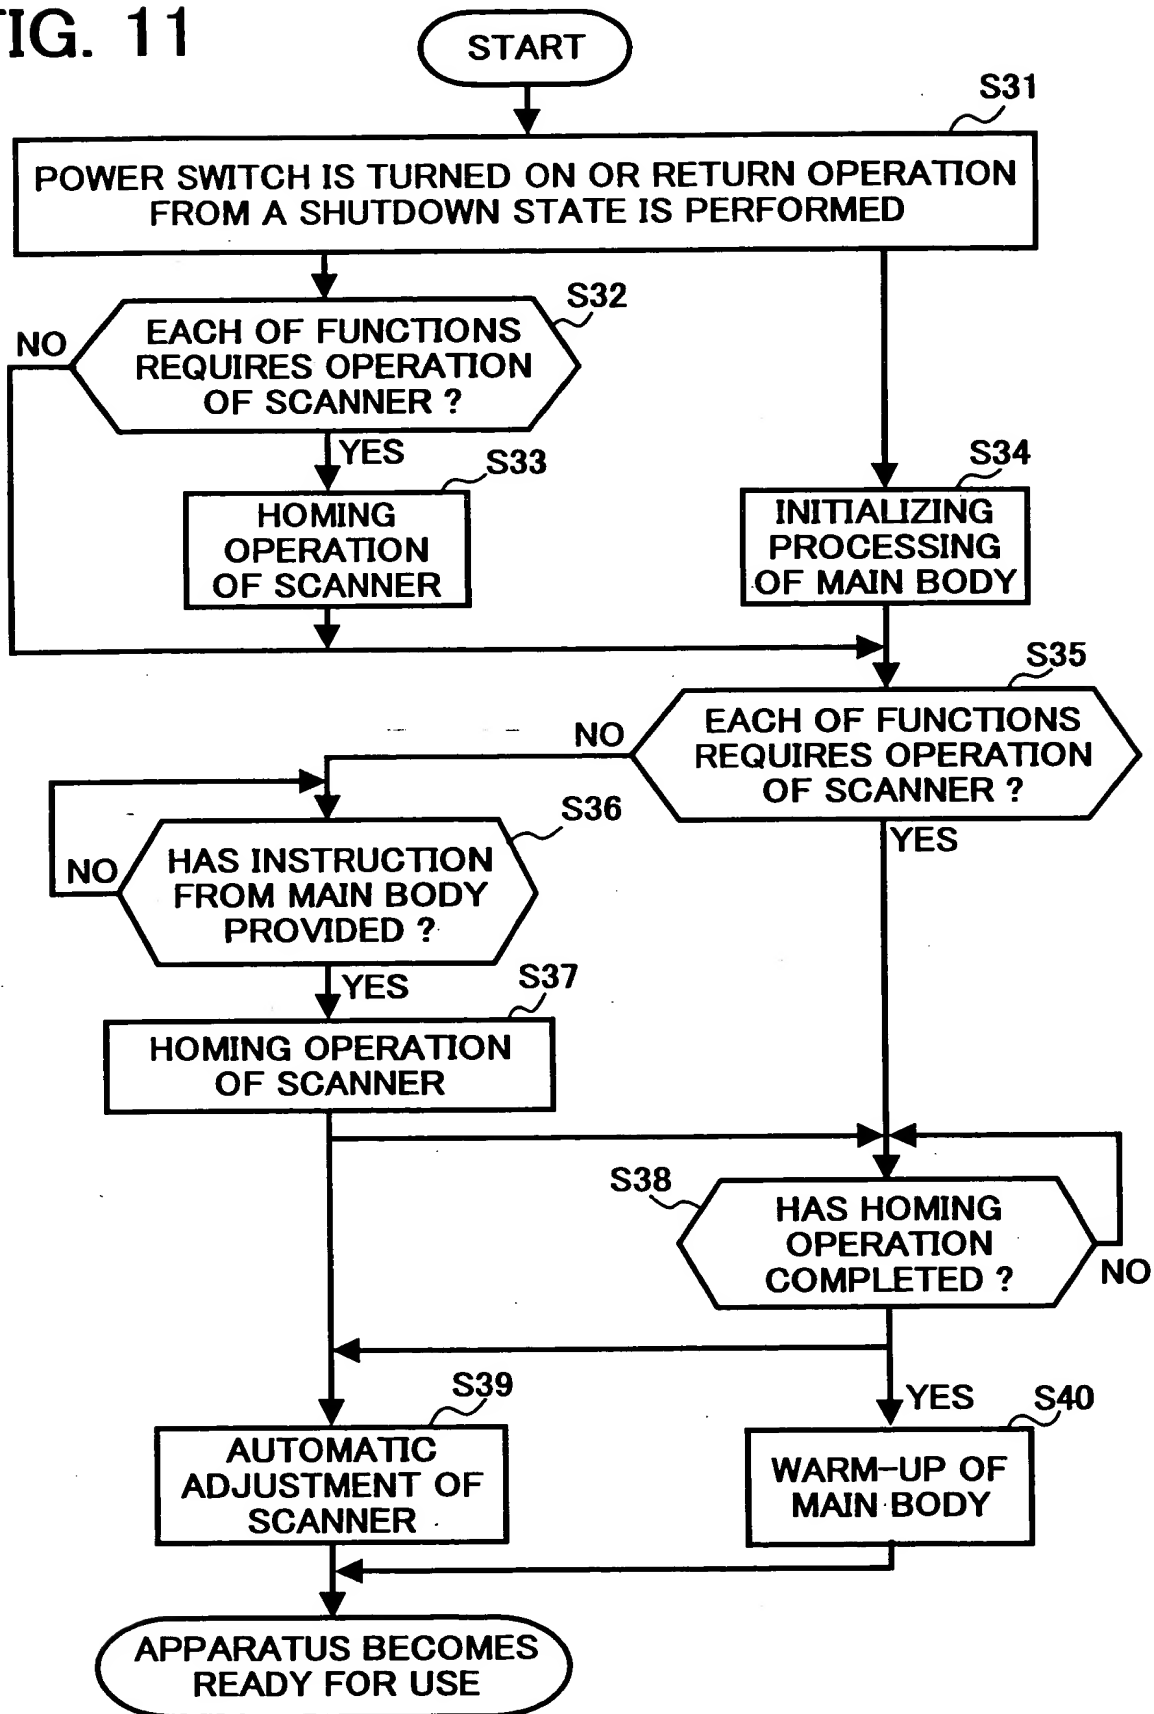 FIG. 11
START
S31
POWER SWITCH IS TURNED ON OR RETURN OPERATION
FROM A SHUTDOWN STATE IS PERFORMED
S32
NO
EACH OF FUNCTIONS
REQUIRES OPERATION
OF SCANNER ?
YES
S33
HOMING
OPERATION
OF SCANNER
S34
INITIALIZING
PROCESSING
OF MAIN BODY
S35
NO
EACH OF FUNCTIONS
REQUIRES OPERATION
OF SCANNER ?
YES
S36
NO
HAS INSTRUCTION
FROM MAIN BODY
PROVIDED ?
YES
S37
HOMING OPERATION
OF SCANNER
S38
HAS HOMING
OPERATION
COMPLETED ?
NO
YES
S39
AUTOMATIC
ADJUSTMENT OF
SCANNER
S40
WARM-UP OF
MAIN BODY
APPARATUS BECOMES
READY FOR USE